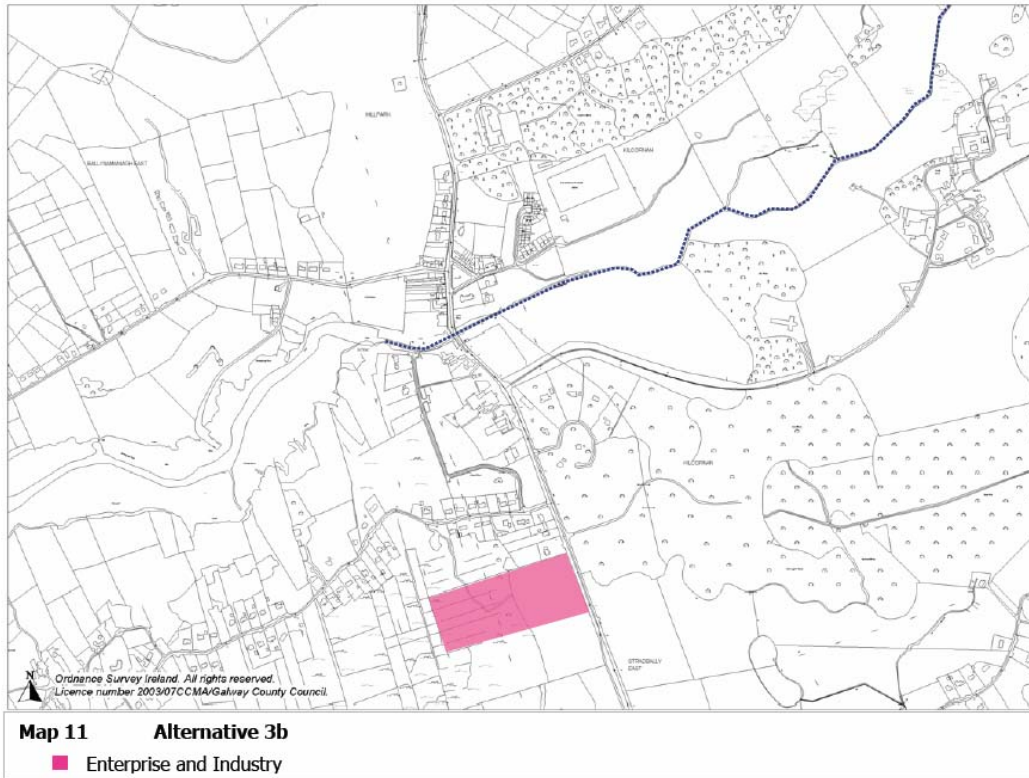 MILLPARK
BALLYNAMANAGH EAST
KILCORNAN
KILCORNAN
STRADBALLY
EAST
N
Ordnance Survey Ireland. All rights reserved.
Licence number 2003/07CCMA/Galway County Council.
Map 11 Alternative 3b
Enterprise and Industry